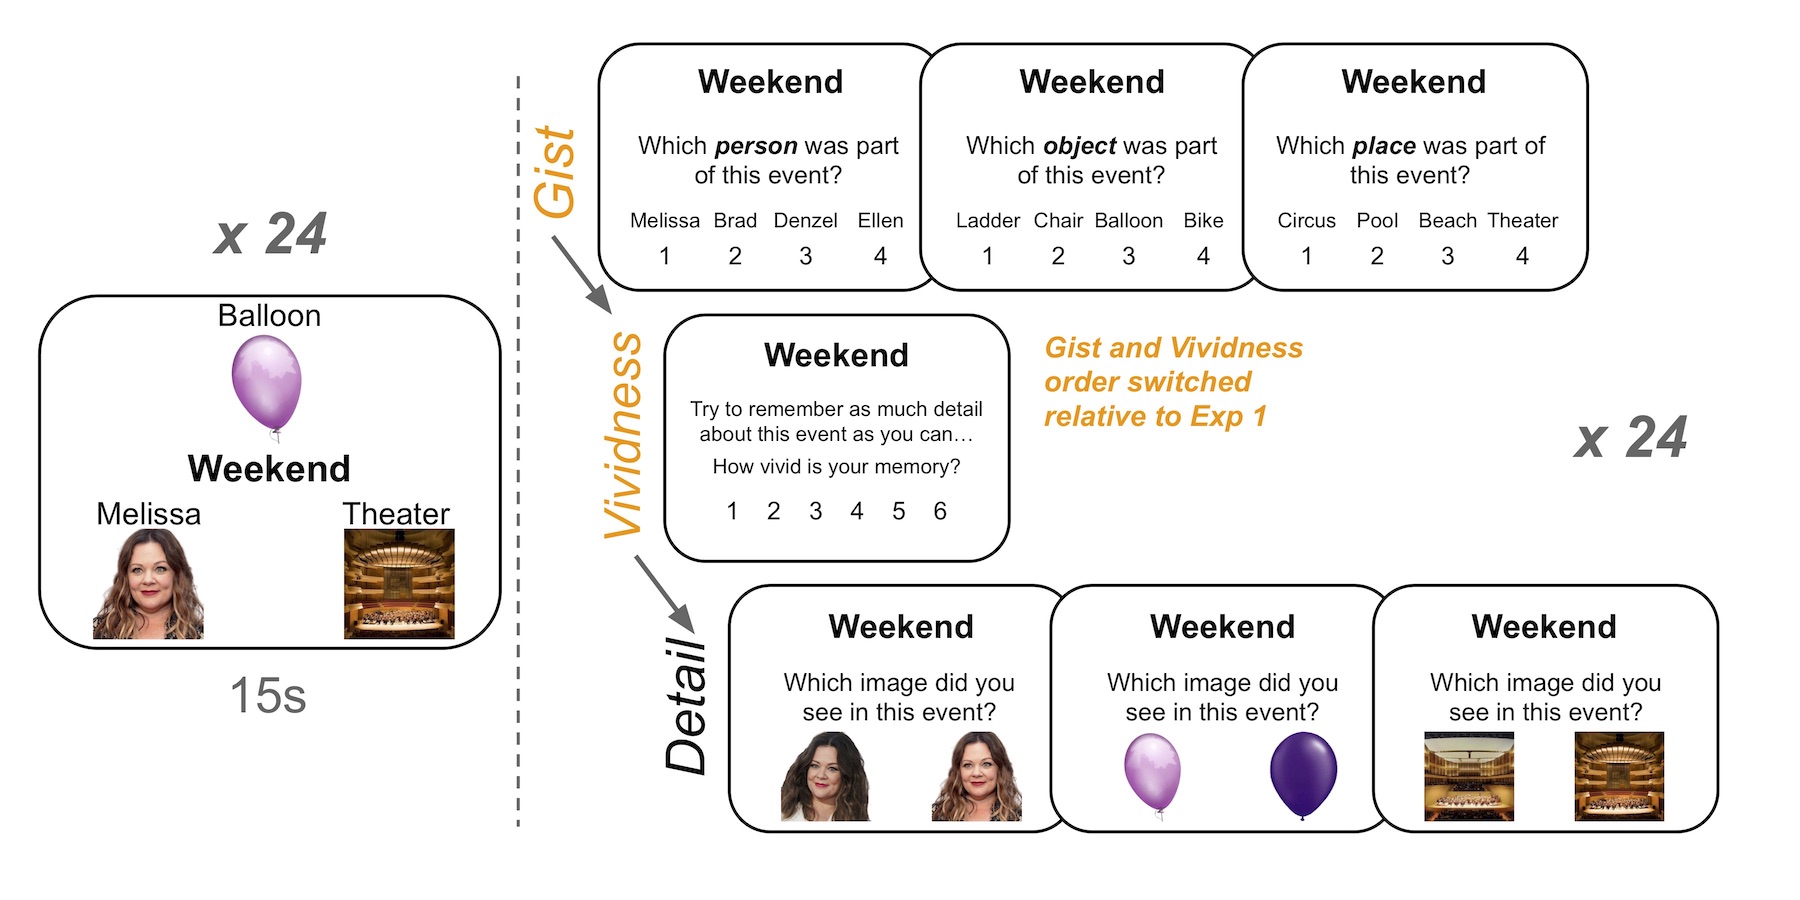 x 24
Balloon
Weekend
Melissa Theater
15s
Gist
Weekend
Which person was part
of this event?
Melissa Brad Denzel Ellen
1 2 3 4
Weekend
Which object was part
of this event?
Ladder Chair Balloon Bike
1 2 3 4
Weekend
Which place was part of
this event?
Circus Pool Beach Theater
1 2 3 4
Vividness
Weekend
Try to remember as much detail
about this event as you can…
How vivid is your memory?
1 2 3 4 5 6
Gist and Vividness
order switched
relative to Exp 1
x 24
Detail
Weekend
Which image did you
see in this event?
Weekend
Which image did you
see in this event?
Weekend
Which image did you
see in this event?